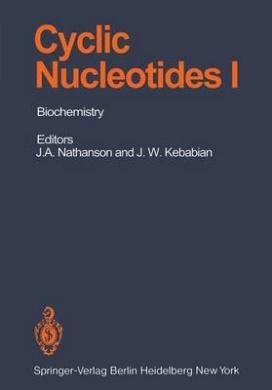 Cyclic
Nucleotides I
Biochemistry
Editors
J.A. Nathanson and J. W. Kebabian
Springer-Verlag Berlin Heidelberg New York